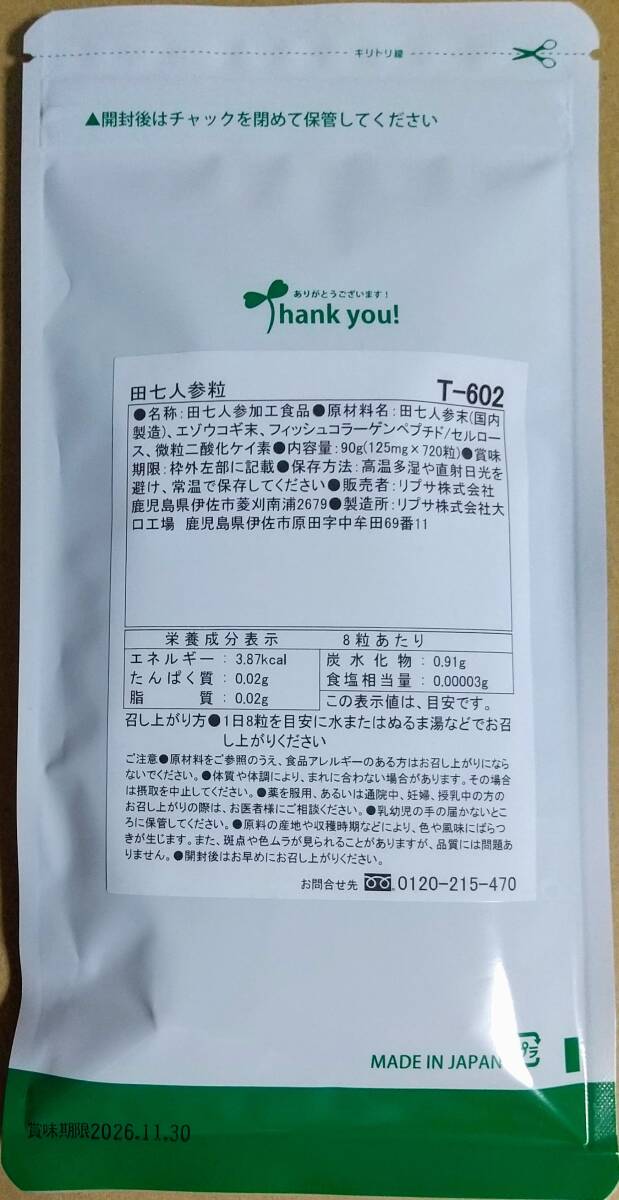 キリトリ線
▲開封後はチャックを閉めて保管してください
ありがとうございます!
Thank you!
田七人参粒 T-602
●名称:田七人参加工食品●原材料名:田七人参末(国内
製造)、エゾウコギ末、フィッシュコラーゲンペプチド/セルロー
ス、微粒二酸化ケイ素●内容量:90g(125mg×720粒)●賞味
期限:枠外左部に記載●保存方法:高温多湿や直射日光を
避け、常温で保存してください●販売者:リプサ株式会社
鹿児島県伊佐市菱刈南浦2679●製造所:リプサ株式会社大
口工場 鹿児島県伊佐市原田字中牟田69番11
栄養成分表示 8粒あたり
エネルギー:3.87kcal 炭水化物:0.91g
たんぱく質:0.02g 食塩相当量:0.00003g
脂質:0.02g この表示値は、目安です。
召し上がり方●1日8粒を目安に水またはぬるま湯などでお召
し上がりください
ご注意●原材料をご参照のうえ、食品アレルギーのある方はお召し上がりになら
ないでください。●体質や体調により、まれに合わない場合があります。その場合
は摂取を中止してください。●薬を服用、あるいは通院中、妊婦、授乳中の方の
お召し上がりの際は、お医者様にご相談ください。●乳幼児の手の届かないとこ
ろに保管してください。●原料の産地や収穫時期などにより、色や風味にばらつ
きが生じます。また、斑点や色ムラが見られることがありますが、品質には問題あ
りません。●開封後はお早めにお召し上がりください。
お問合せ先 0120-215-470
MADE IN JAPAN プラ
賞味期限2026.11.30